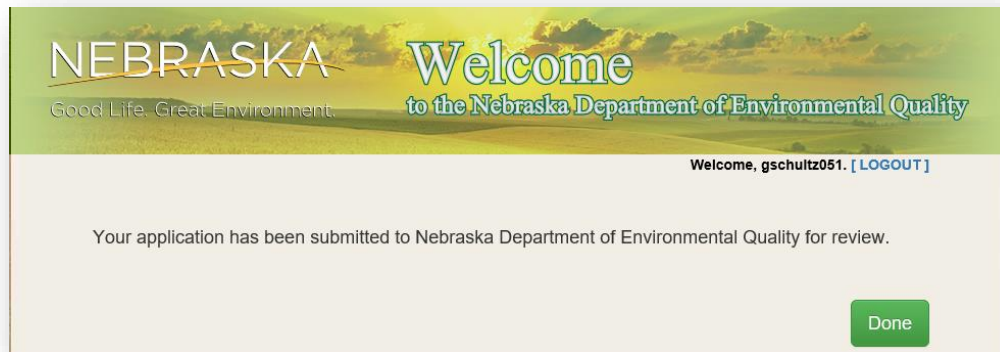 NEBRASKA
Good Life. Great Environment.
Welcome
to the Nebraska Department of Environmental Quality
Welcome, gschultz051. [ LOGOUT ]
Your application has been submitted to Nebraska Department of Environmental Quality for review.
Done